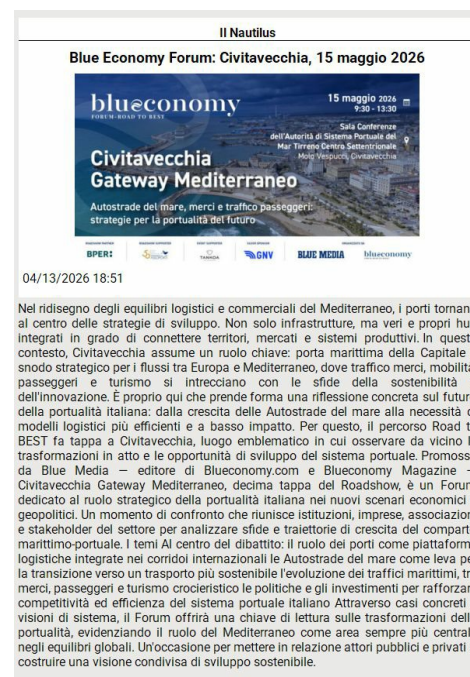 Il Nautilus
Blue Economy Forum: Civitavecchia, 15 maggio 2026
blueconomy
FORUM-ROAD TO BEST
15 maggio 2026
9:30 - 13:30
Sala Conferenze
dell'Autorità di Sistema Portuale del
Mar Tirreno Centro Settentrionale
Molo Vespucci, Civitavecchia
Civitavecchia
Gateway Mediterraneo
Autostrade del mare, merci e traffico passeggeri:
strategie per la portualità del futuro
BPER:
GNV
BLUE MEDIA
blueconomy
04/13/2026 18:51
Nel ridisegno degli equilibri logistici e commerciali del Mediterraneo, i porti tornan
al centro delle strategie di sviluppo. Non solo infrastrutture, ma veri e propri hu
integrati in grado di connettere territori, mercati e sistemi produttivi. In quest
contesto, Civitavecchia assume un ruolo chiave: porta marittima della Capitale
snodo strategico per i flussi tra Europa e Mediterraneo, dove traffico merci, mobilità
passeggeri e turismo si intrecciano con le sfide della sostenibilità
dell'innovazione. È proprio qui che prende forma una riflessione concreta sul futur
della portualità italiana: dalla crescita delle Autostrade del mare alla necessità d
modelli logistici più efficienti e a basso impatto. Per questo, il percorso Road t
BEST fa tappa a Civitavecchia, luogo emblematico in cui osservare da vicino l
trasformazioni in atto e le opportunità di sviluppo del sistema portuale. Promoss
da Blue Media — editore di Blueconomy.com e Blueconomy Magazine -
Civitavecchia Gateway Mediterraneo, decima tappa del Roadshow, è un Forun
dedicato al ruolo strategico della portualità italiana nei nuovi scenari economici
geopolitici. Un momento di confronto che riunisce istituzioni, imprese, associazion
e stakeholder del settore per analizzare sfide e traiettorie di crescita del compart
marittimo-portuale. I temi Al centro del dibattito: il ruolo dei porti come piattaform
logistiche integrate nei corridoi internazionali le Autostrade del mare come leva pe
la transizione verso un trasporto più sostenibile l'evoluzione dei traffici marittimi, tr
merci, passeggeri e turismo crocieristico le politiche e gli investimenti per rafforzar
competitività ed efficienza del sistema portuale italiano Attraverso casi concreti
visioni di sistema, il Forum offrirà una chiave di lettura sulle trasformazioni dell
portualità, evidenziando il ruolo del Mediterraneo come area sempre più central
negli equilibri globali. Un'occasione per mettere in relazione attori pubblici e privati
costruire una visione condivisa di sviluppo sostenibile.